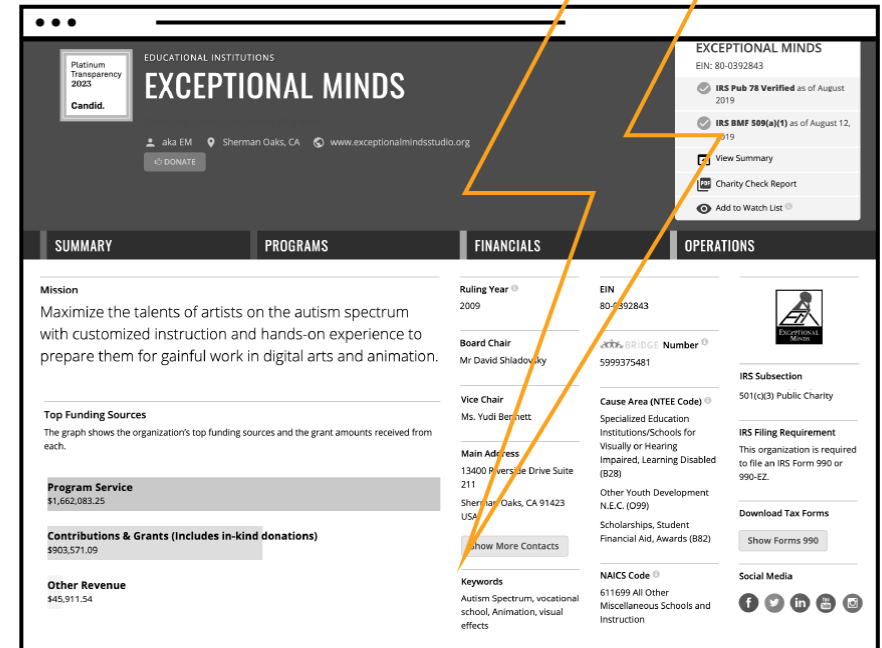 Platinum
Transparency
2023
Candid.
EDUCATIONAL INSTITUTIONS
EXCEPTIONAL MINDS
aka EM Sherman Oaks, CA www.exceptionalmindsstudio.org
DONATE
EXCEPTIONAL MINDS
EIN: 80-0392843
IRS Pub 78 Verified as of August
2019
IRS BMF 509(a)(1) as of August 12,
2019
View Summary
PDF Charity Check Report
Add to Watch List
SUMMARY PROGRAMS FINANCIALS OPERATIONS
Mission
Maximize the talents of artists on the autism spectrum
with customized instruction and hands-on experience to
prepare them for gainful work in digital arts and animation.
Top Funding Sources
The graph shows the organization's top funding sources and the grant amounts received from
each.
Program Service
$1,662,083.25
Contributions & Grants (Includes in-kind donations)
$903,571.09
Other Revenue
$45,911.54
Ruling Year
2009
Board Chair
Mr David Shladovsky
Vice Chair
Ms. Yudi Bennett
Main Address
13400 Riverside Drive Suite
211
Sherman Oaks, CA 91423
USA
Show More Contacts
Keywords
Autism Spectrum, vocational
school, Animation, visual
effects
EIN
80-0392843
BRIDGE Number
5999375481
Cause Area (NTEE Code)
Specialized Education
Institutions/Schools for
Visually or Hearing
Impaired, Learning Disabled
(B28)
Other Youth Development
N.E.C. (O99)
Scholarships, Student
Financial Aid, Awards (B82)
NAICS Code
611699 All Other
Miscellaneous Schools and
Instruction
EXCEPTIONAL
MINDS
IRS Subsection
501(c)(3) Public Charity
IRS Filing Requirement
This organization is required
to file an IRS Form 990 or
990-EZ.
Download Tax Forms
Show Forms 990
Social Media